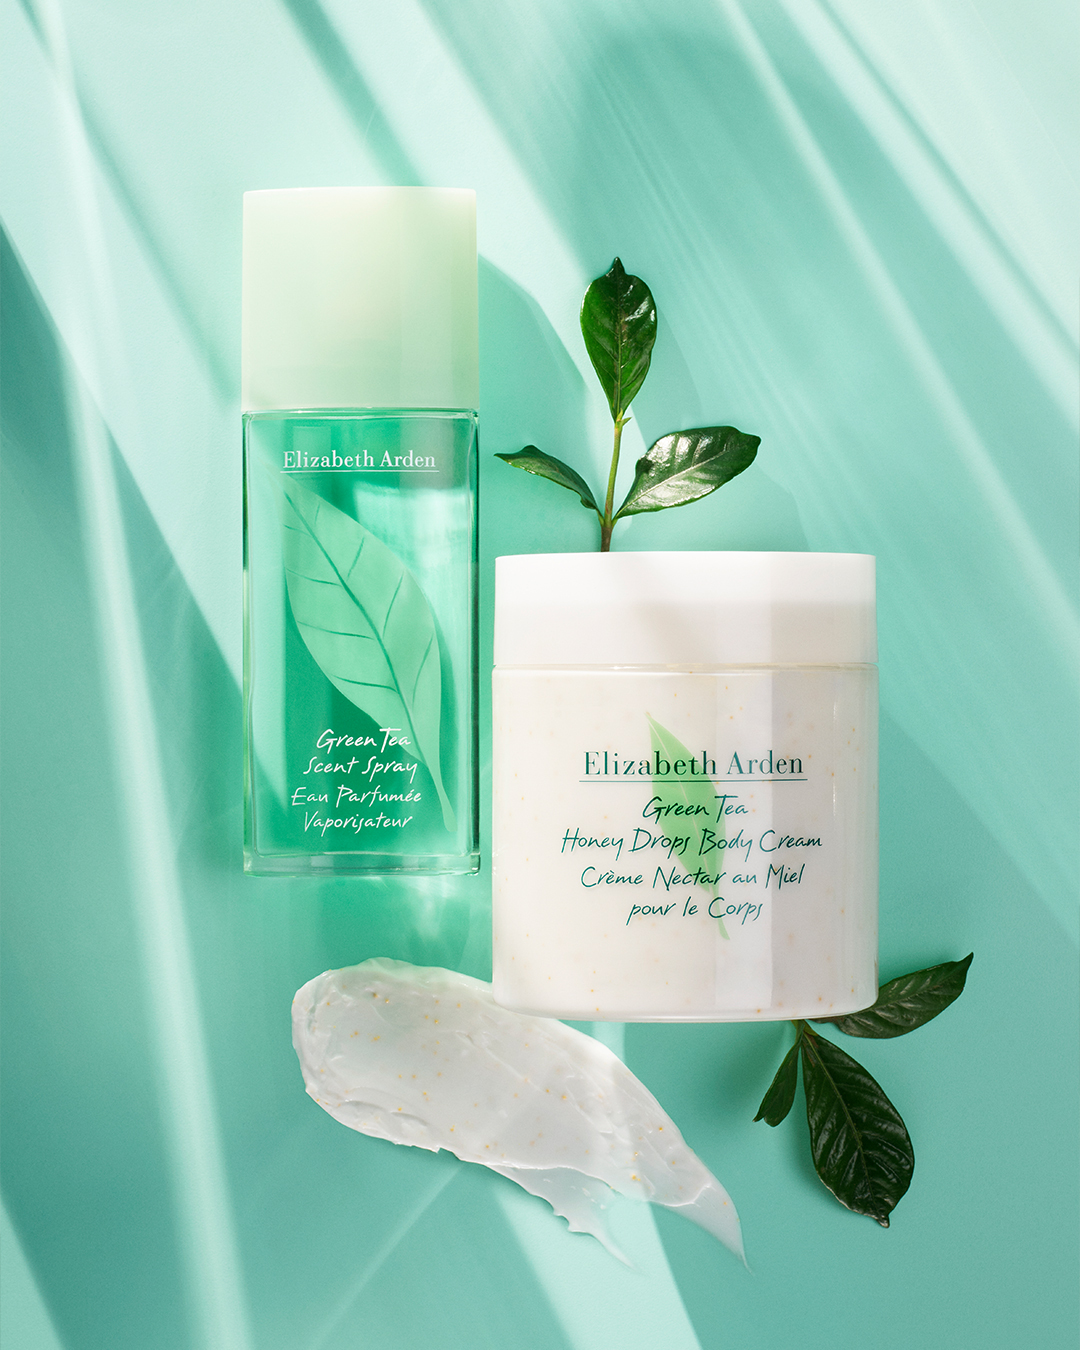 Elizabeth Arden
Green Tea
Scent Spray
Eau Parfumée
Vaporisateur
Elizabeth Arden
Green Tea
Honey Drops Body Cream
Crème Nectar au Miel
pour le Corps